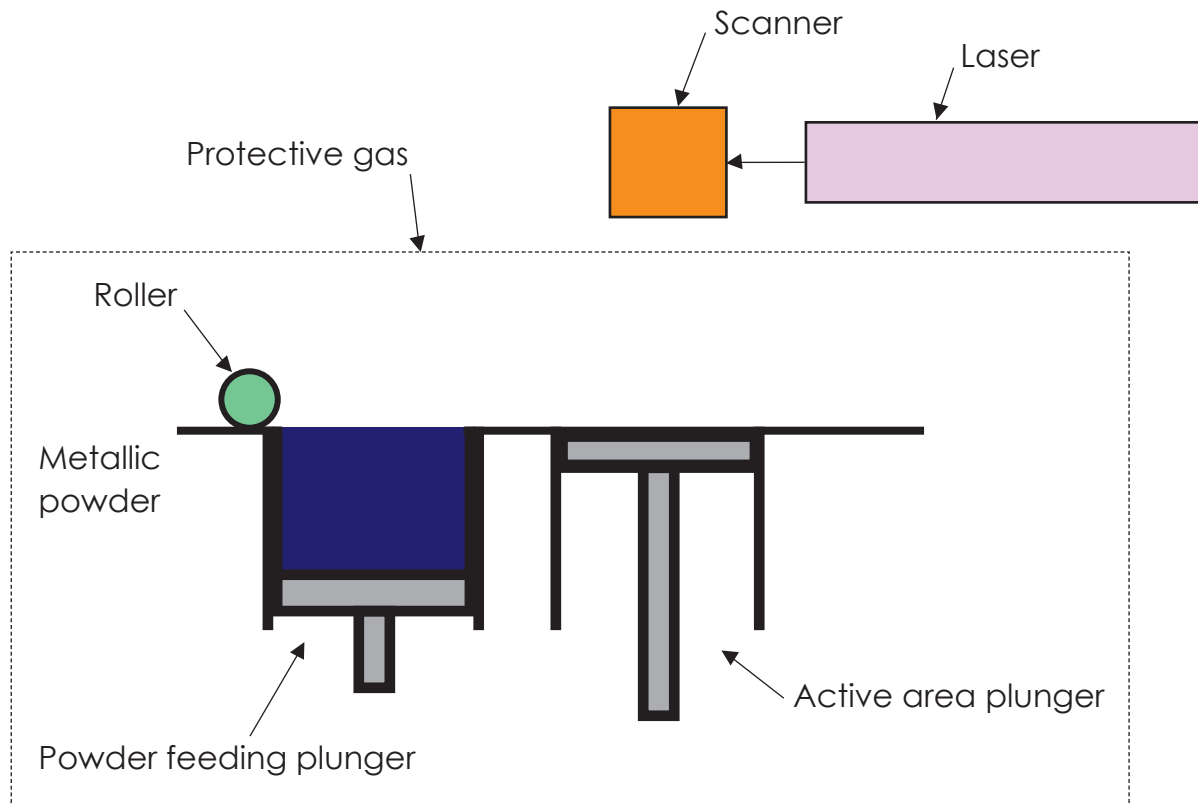 Scanner
Laser
Protective gas
Roller
Metallic
powder
Active area plunger
Powder feeding plunger